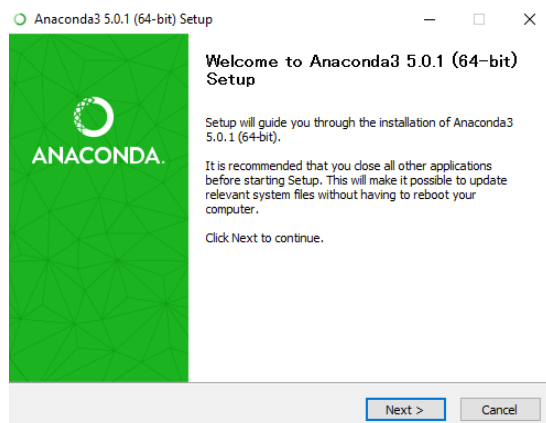 Anaconda3 5.0.1 (64-bit) Setup
Welcome to Anaconda3 5.0.1 (64-bit)
Setup
Setup will guide you through the installation of Anaconda3
5.0.1 (64-bit).
It is recommended that you close all other applications
before starting Setup. This will make it possible to update
relevant system files without having to reboot your
computer.
Click Next to continue.
ANACONDA.
Next >
Cancel